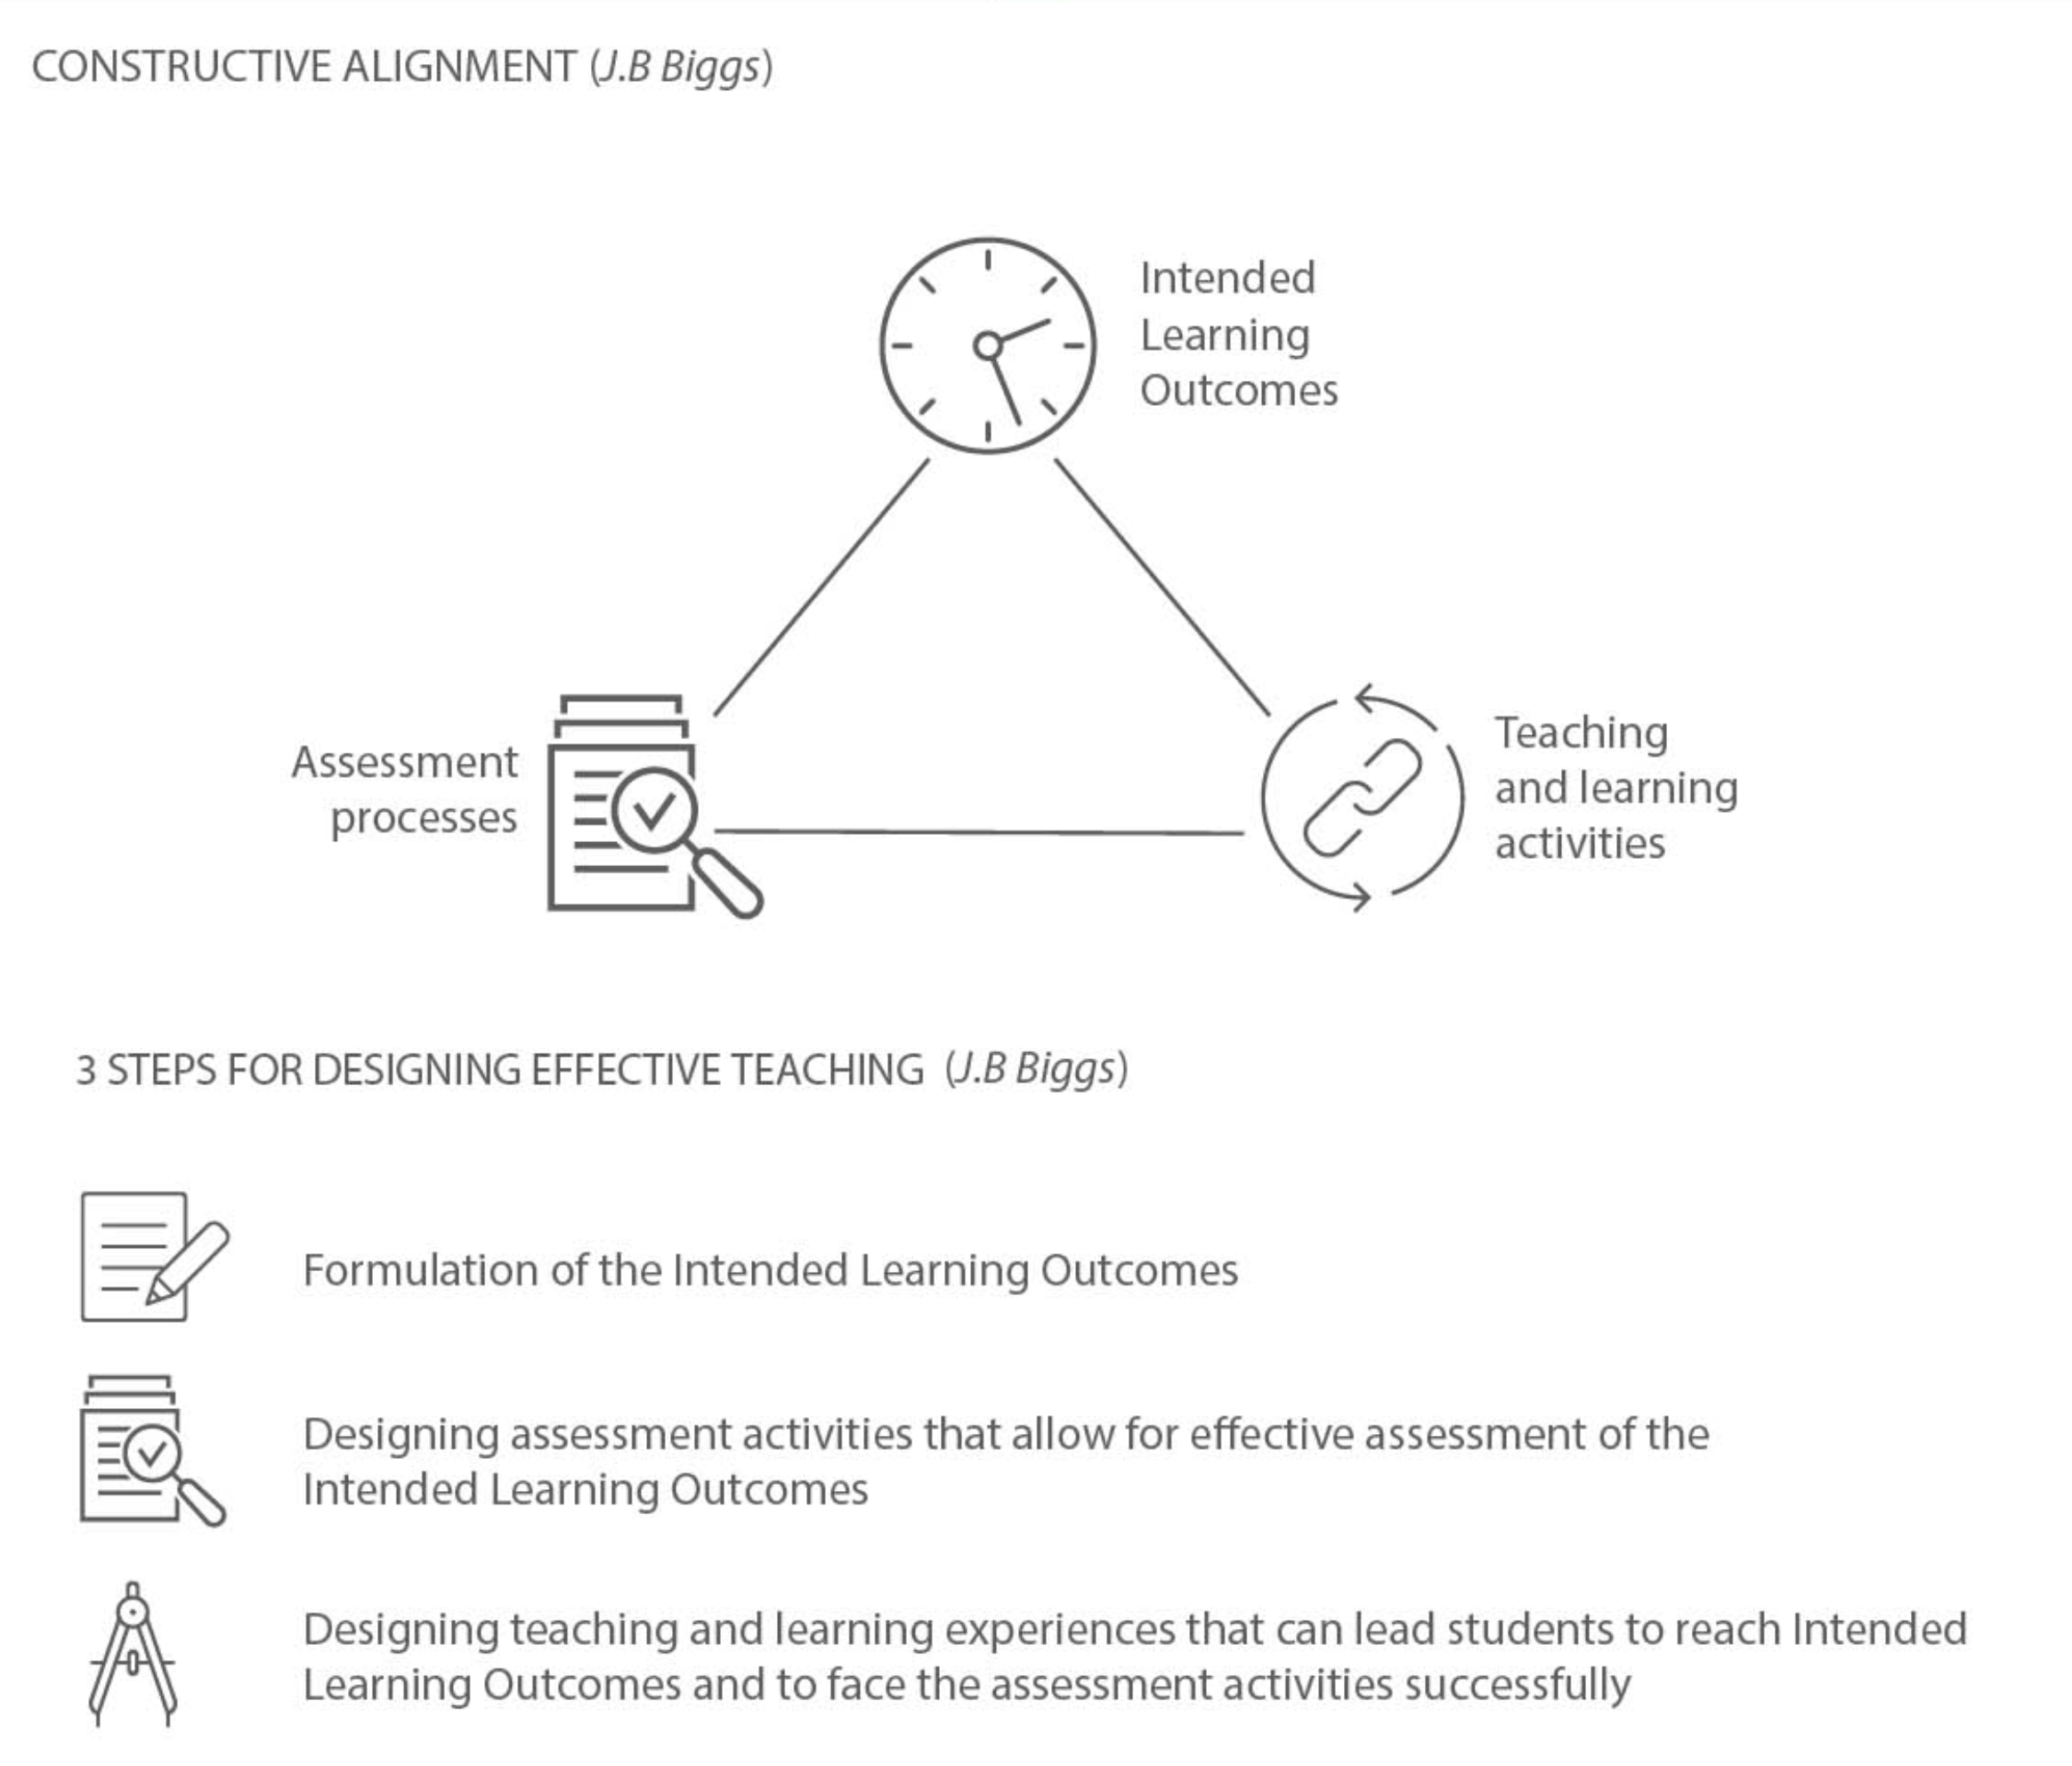 CONSTRUCTIVE ALIGNMENT (J.B Biggs)
Intended
Learning
Outcomes
Assessment
processes
Teaching
and learning
activities
3 STEPS FOR DESIGNING EFFECTIVE TEACHING (J.B Biggs)
Formulation of the Intended Learning Outcomes
Designing assessment activities that allow for effective assessment of the
Intended Learning Outcomes
Designing teaching and learning experiences that can lead students to reach Intended
Learning Outcomes and to face the assessment activities successfully